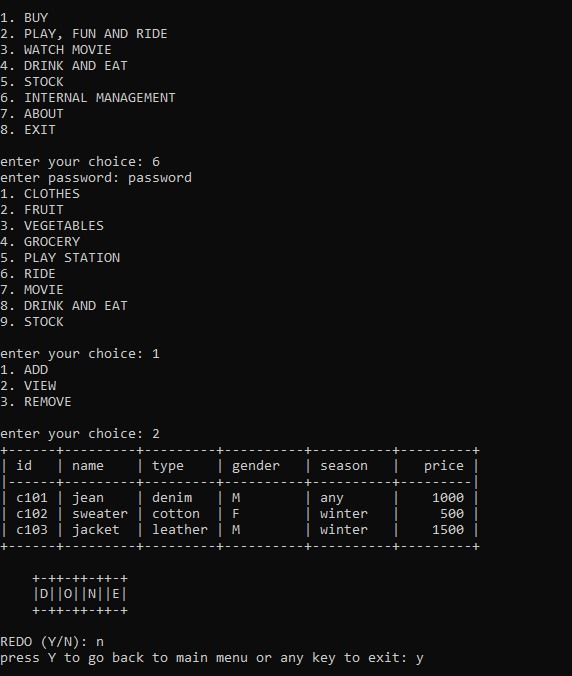 1. BUY
2. PLAY, FUN AND RIDE
3. WATCH MOVIE
4. DRINK AND EAT
5. STOCK
6. INTERNAL MANAGEMENT
7. ABOUT
8. EXIT
enter your choice: 6
enter password: password
1. CLOTHES
2. FRUIT
3. VEGETABLES
4. GROCERY
5. PLAY STATION
6. RIDE
7. MOVIE
8. DRINK AND EAT
9. STOCK
enter your choice: 1
1. ADD
2. VIEW
3. REMOVE
enter your choice: 2
+------+---------+---------+----------+----------+---------+
| id   | name    | type    | gender   | season   |   price |
|------+---------+---------+----------+----------+---------|
| c101 | jean    | denim   | M        | any      |    1000 |
| c102 | sweater | cotton  | F        | winter   |     500 |
| c103 | jacket  | leather | M        | winter   |    1500 |
+------+---------+---------+----------+----------+---------+
+-++-++-++-+
|D||O||N||E|
+-++-++-++-+
REDO (Y/N): n
press Y to go back to main menu or any key to exit: y